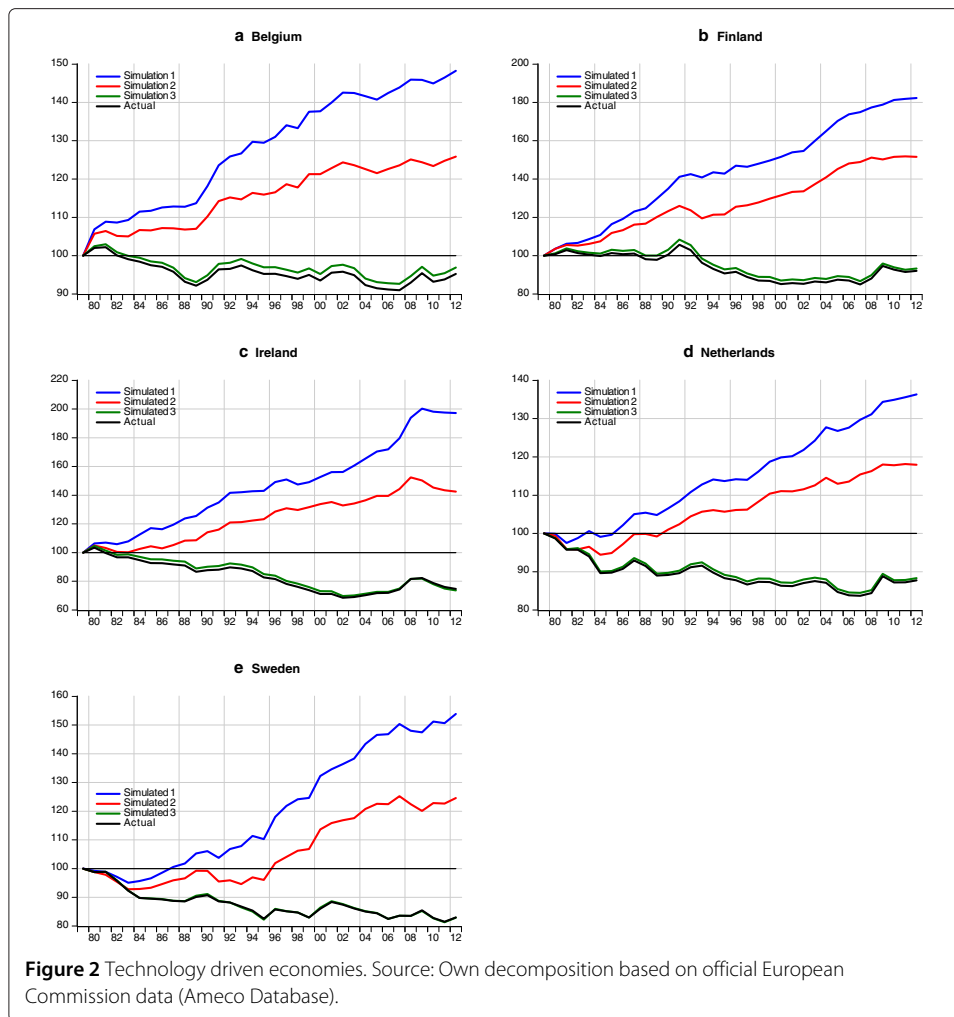 a Belgium
150
140
130
120
110
100
90
Simulation 1
Simulation 2
Simulation 3
Actual
80 82 84 86 88 90 92 94 96 98 00 02 04 06 08 10 12
b Finland
200
180
160
140
120
100
80
Simulated 1
Simulated 2
Simulated 3
Actual
80 82 84 86 88 90 92 94 96 98 00 02 04 06 08 10 12
c Ireland
220
200
180
160
140
120
100
80
60
Simulated 1
Simulated 2
Simulated 3
Actual
80 82 84 86 88 90 92 94 96 98 00 02 04 06 08 10 12
d Netherlands
140
130
120
110
100
90
80
Simulation 1
Simulation 2
Simulation 3
Actual
80 82 84 86 88 90 92 94 96 98 00 02 04 06 08 10 12
e Sweden
160
150
140
130
120
110
100
90
80
Simulated 1
Simulated 2
Simulated 3
Actual
80 82 84 86 88 90 92 94 96 98 00 02 04 06 08 10 12
Figure 2 Technology driven economies. Source: Own decomposition based on official European
Commission data (Ameco Database).